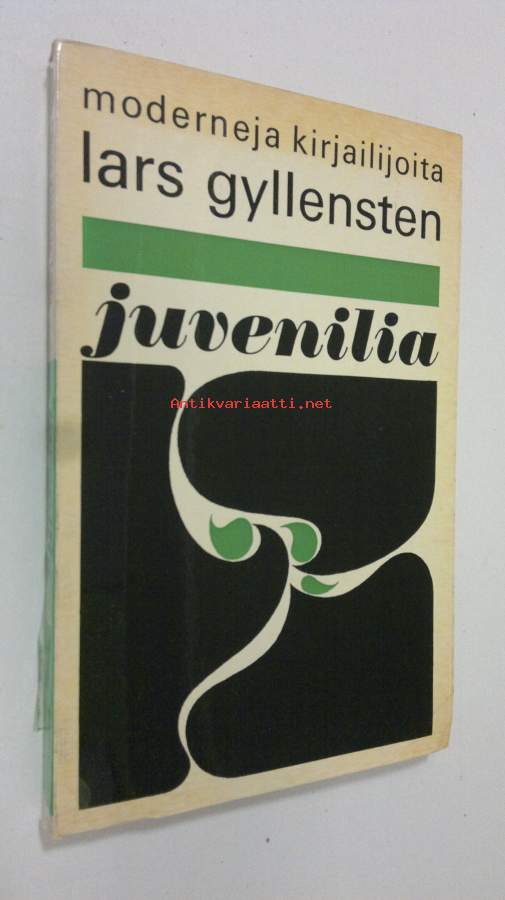 moderneja kirjailijoita
lars gyllensten
juvenilia
Antikvariaatti.net